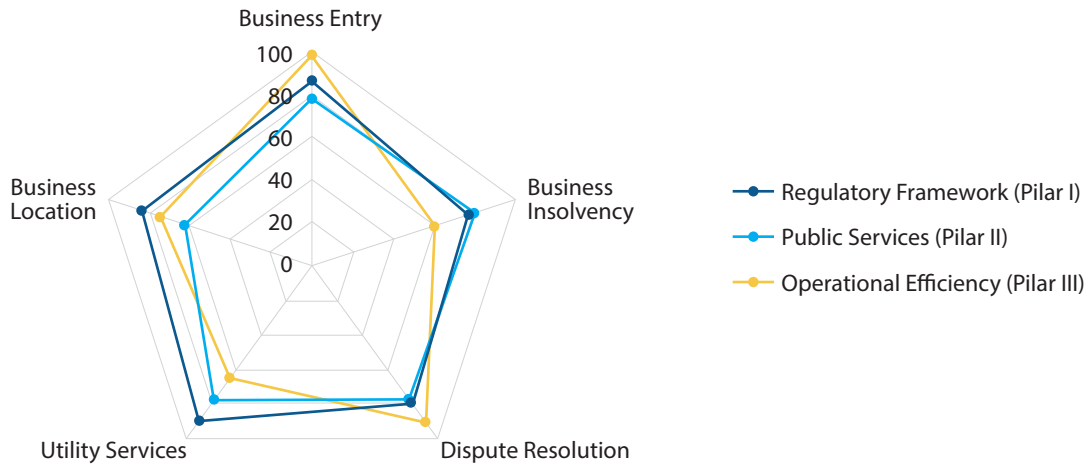 Business Entry
100
80
60
40
20
0
Business
Location
Business
Insolvency
Utility Services
Dispute Resolution
Regulatory Framework (Pilar I)
Public Services (Pilar II)
Operational Efficiency (Pilar III)